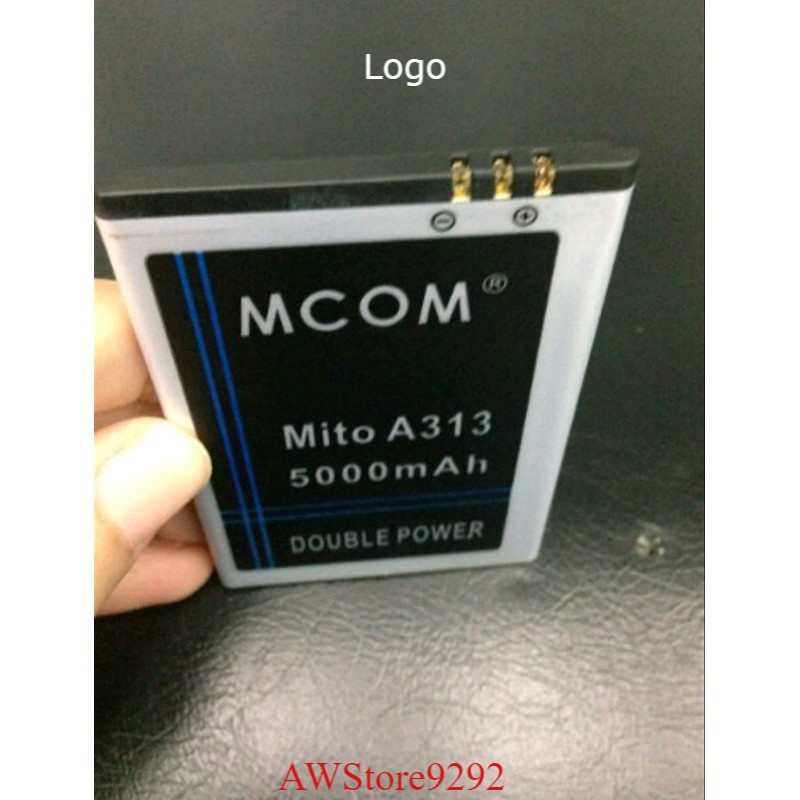 Logo
MCOM®
Mito A313
5000mAh
DOUBLE POWER
AWStore9292